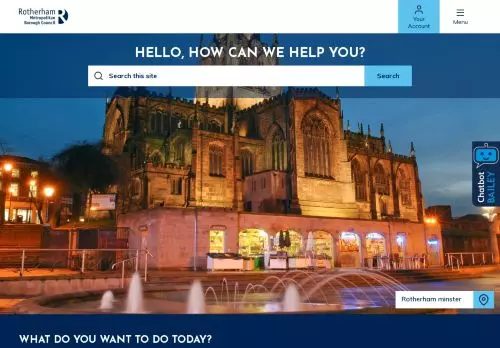 Rotherham
Metropolitan
Borough Council
Your
Account
Menu
HELLO, HOW CAN WE HELP YOU?
Search this site
Search
Chatbot
BAILEY
Rotherham minster
WHAT DO YOU WANT TO DO TODAY?